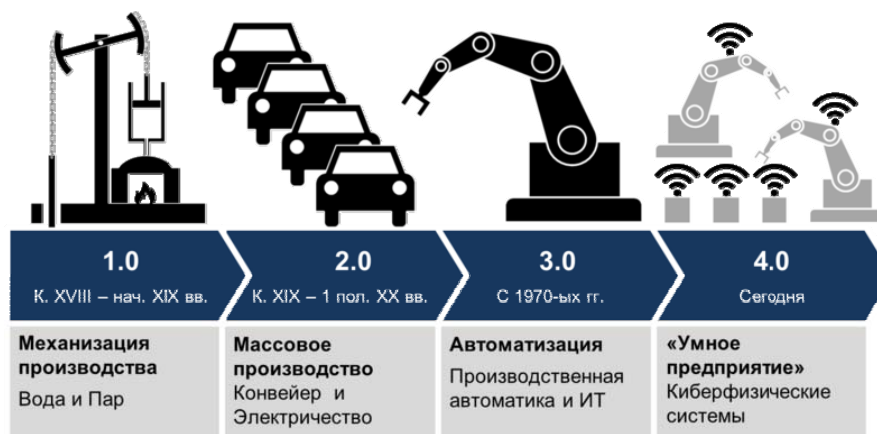 1.0
К. XVIII – нач. XIX вв.
2.0
К. XIX – 1 пол. XX вв.
3.0
С 1970-ых гг.
4.0
Сегодня
Механизация
производства
Вода и Пар
Массовое
производство
Конвейер и
Электричество
Автоматизация
Производственная
автоматика и ИТ
«Умное
предприятие»
Киберфизические
системы